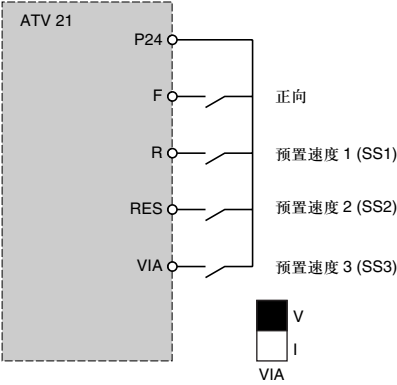 ATV 21
P24
F 正向
R 预置速度 1 (SS1)
RES 预置速度 2 (SS2)
VIA 预置速度 3 (SS3)
V
I
VIA